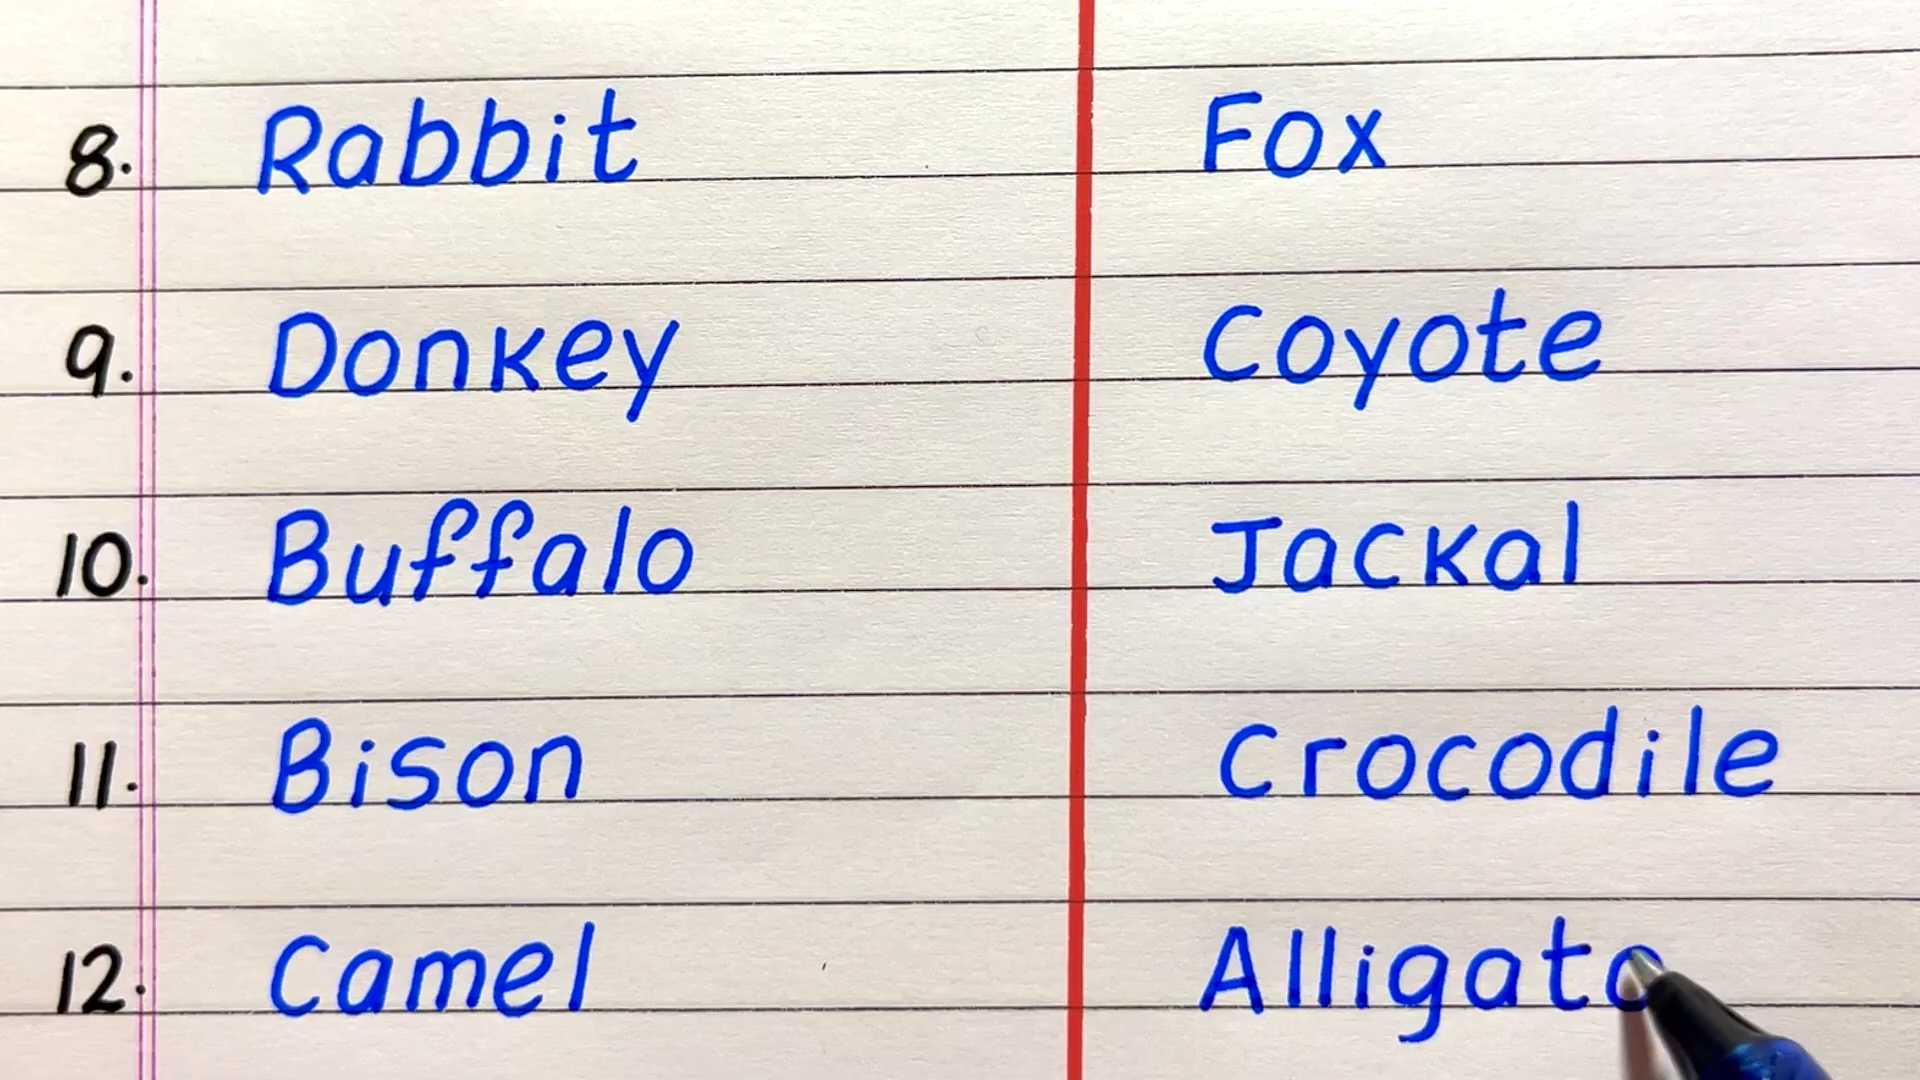 8. Rabbit Fox
9. Donkey Coyote
10. Buffalo Jackal
11. Bison Crocodile
12. Camel Alligato